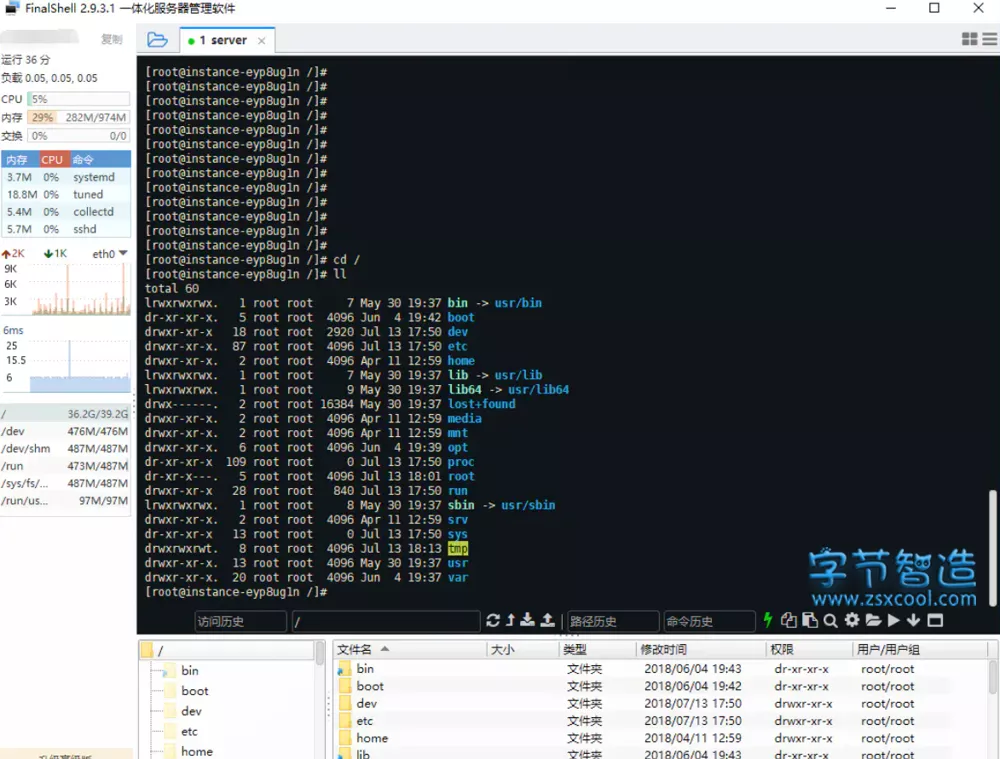 FinalShell 2.9.3.1 一体化服务器管理软件
复制
1 server
运行 36 分
负载 0.05, 0.05, 0.05
CPU 5%
内存 29% 282M/974M
交换 0% 0/0
内存 CPU 命令
3.7M 0% systemd
18.8M 0% tuned
5.4M 0% collectd
5.7M 0% sshd
2K 1K eth0
9K
6K
3K
6ms
25
15.5
6
/ 36.2G/39.2G
/dev 476M/476M
/dev/shm 487M/487M
/run 473M/487M
/sys/fs/... 487M/487M
/run/us... 97M/97M
[root@instance-eyp8ugln /]#
[root@instance-eyp8ugln /]#
[root@instance-eyp8ugln /]#
[root@instance-eyp8ugln /]#
[root@instance-eyp8ugln /]#
[root@instance-eyp8ugln /]#
[root@instance-eyp8ugln /]#
[root@instance-eyp8ugln /]#
[root@instance-eyp8ugln /]#
[root@instance-eyp8ugln /]#
[root@instance-eyp8ugln /]#
[root@instance-eyp8ugln /]#
[root@instance-eyp8ugln /]#
[root@instance-eyp8ugln /]# cd /
[root@instance-eyp8ugln /]# ll
total 60
lrwxrwxrwx. 1 root root 7 May 30 19:37 bin -> usr/bin
dr-xr-xr-x. 5 root root 4096 Jun 4 19:42 boot
drwxr-xr-x 18 root root 2920 Jul 13 17:50 dev
drwxr-xr-x. 87 root root 4096 Jul 13 17:50 etc
drwxr-xr-x. 2 root root 4096 Apr 11 12:59 home
lrwxrwxrwx. 1 root root 7 May 30 19:37 lib -> usr/lib
lrwxrwxrwx. 1 root root 9 May 30 19:37 lib64 -> usr/lib64
drwx------. 2 root root 16384 May 30 19:37 lost+found
drwxr-xr-x. 2 root root 4096 Apr 11 12:59 media
drwxr-xr-x. 2 root root 4096 Apr 11 12:59 mnt
drwxr-xr-x. 6 root root 4096 Jun 4 19:39 opt
dr-xr-xr-x 109 root root 0 Jul 13 17:50 proc
dr-xr-x---. 5 root root 4096 Jul 13 18:01 root
drwxr-xr-x 28 root root 840 Jul 13 17:50 run
lrwxrwxrwx. 1 root root 8 May 30 19:37 sbin -> usr/sbin
drwxr-xr-x. 2 root root 4096 Apr 11 12:59 srv
dr-xr-xr-x 13 root root 0 Jul 13 17:50 sys
drwxrwxrwt. 8 root root 4096 Jul 13 18:13 tmp
drwxr-xr-x. 13 root root 4096 May 30 19:37 usr
drwxr-xr-x. 20 root root 4096 Jun 4 19:37 var
[root@instance-eyp8ugln /]#
字节智造
www.zsxcool.com
访问历史 / 路径历史 命令历史
/
bin
boot
dev
etc
home
文件名 大小 类型 修改时间 权限 用户/用户组
bin 文件夹 2018/06/04 19:43 dr-xr-xr-x root/root
boot 文件夹 2018/06/04 19:42 dr-xr-xr-x root/root
dev 文件夹 2018/07/13 17:50 drwxr-xr-x root/root
etc 文件夹 2018/07/13 17:50 drwxr-xr-x root/root
home 文件夹 2018/04/11 12:59 drwxr-xr-x root/root
lib 文件夹 2018/06/04 19:43 dr-xr-xr-x root/root